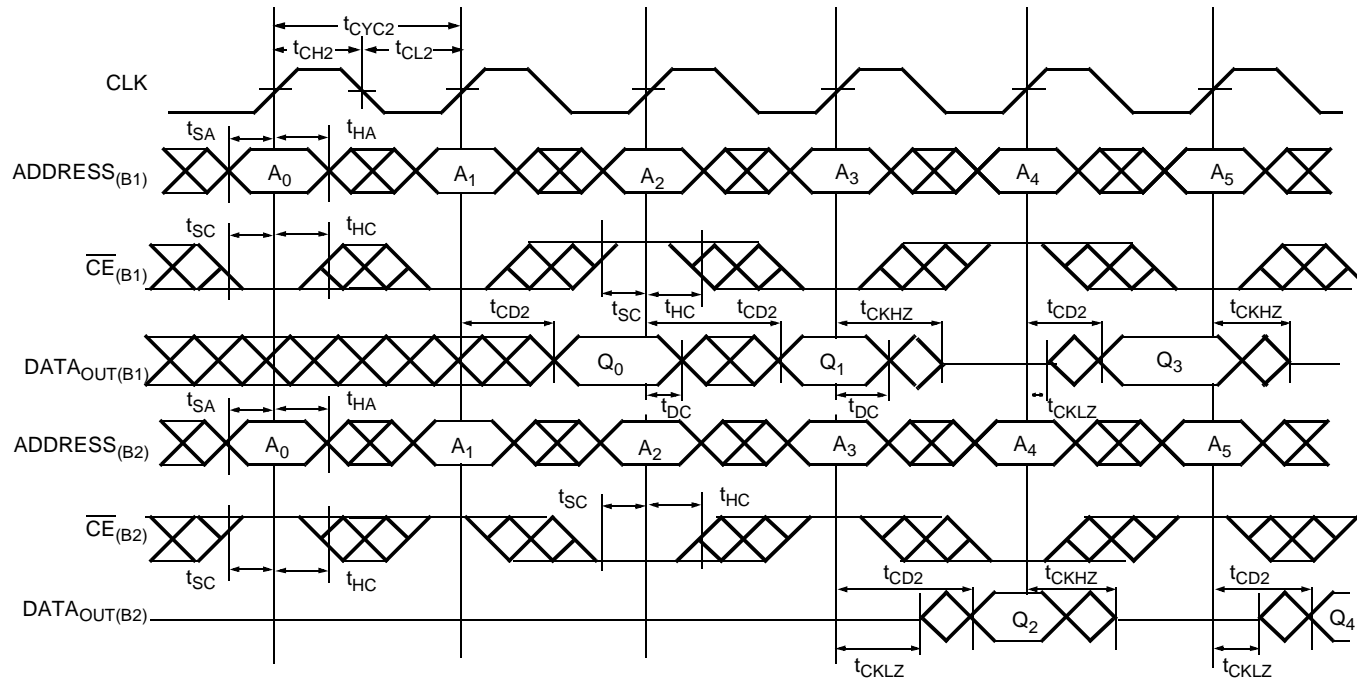 tCYC2
tCH2 tCL2
CLK
tSA tHA
ADDRESS(B1) A0 A1 A2 A3 A4 A5
tSC tHC
CE(B1)
tSC tHC
tCD2 tCD2 tCKHZ tCD2 tCKHZ
DATAOUT(B1) Q0 Q1 Q3
tDC tDC tCKLZ
tSA tHA
ADDRESS(B2) A0 A1 A2 A3 A4 A5
tSC tHC
CE(B2)
tSC tHC
tCD2 tCKHZ tCD2
DATAOUT(B2) Q2 Q4
tCKLZ tCKLZ